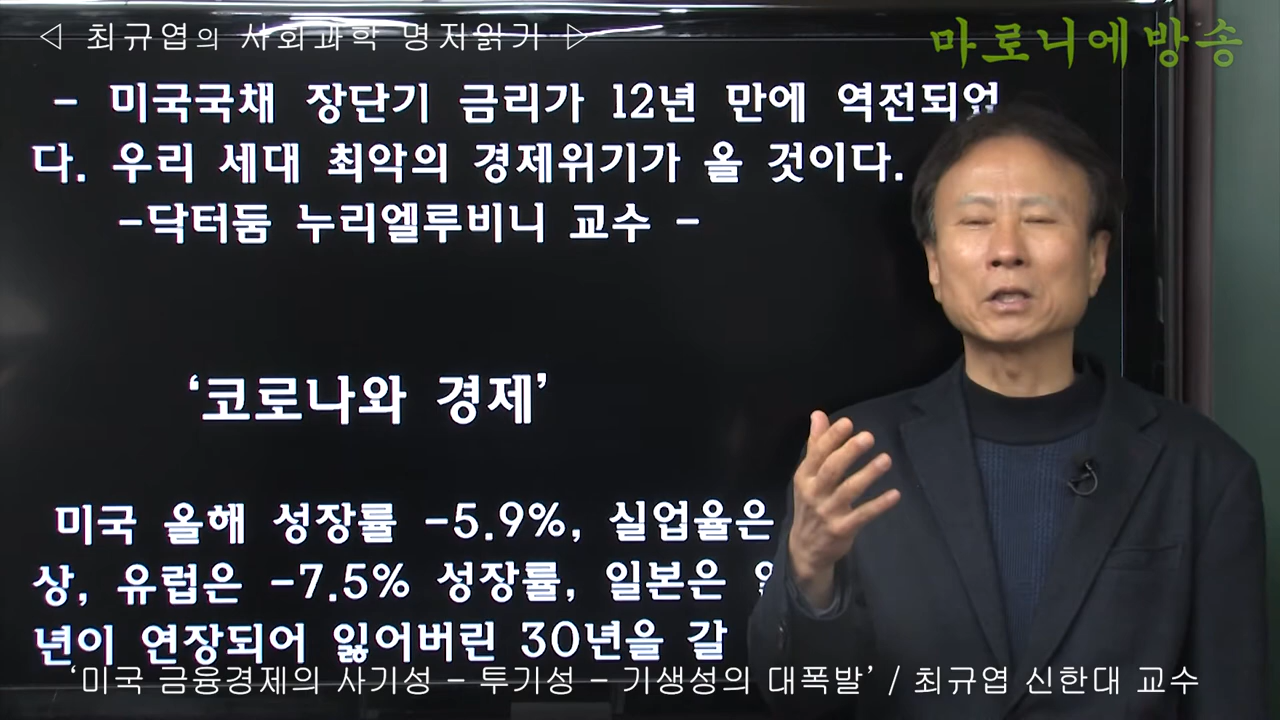 ◁ 최규엽의 사회과학 명저읽기 ▷
마로니에방송
- 미국국채 장단기 금리가 12년 만에 역전되었
다. 우리 세대 최악의 경제위기가 올 것이다.
-닥터둠 누리엘루비니 교수 -
‘코로나와 경제’
미국 올해 성장률 -5.9%, 실업율은
상, 유럽은 -7.5% 성장률, 일본은
년이 연장되어 잃어버린 30년을 갈
‘미국 금융경제의 사기성 - 투기성 - 기생성의 대폭발’ / 최규엽 신한대 교수